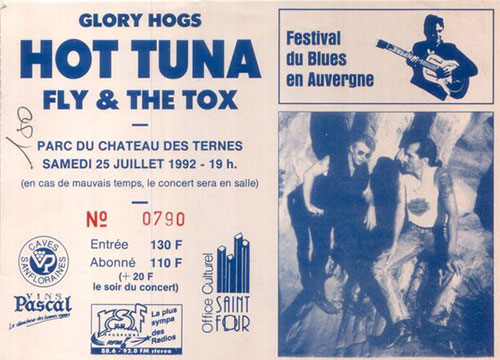 GLORY HOGS
HOT TUNA
FLY & THE TOX
PARC DU CHATEAU DES TERNES
SAMEDI 25 JUILLET 1992 - 19 h.
(en cas de mauvais temps, le concert sera en salle)
No 0790
Entrée 130 F
Abonné 110 F
(+ 20 F
le soir du concert)
150
CAVES
SANFLORAINES
VP
VINS
Pascal
RSF
RFM
88.6 - 92.0 FM stereo
La plus
sympa
des
Radios
Office Culturel
SAINT
FLOUR
Festival
du Blues
en Auvergne